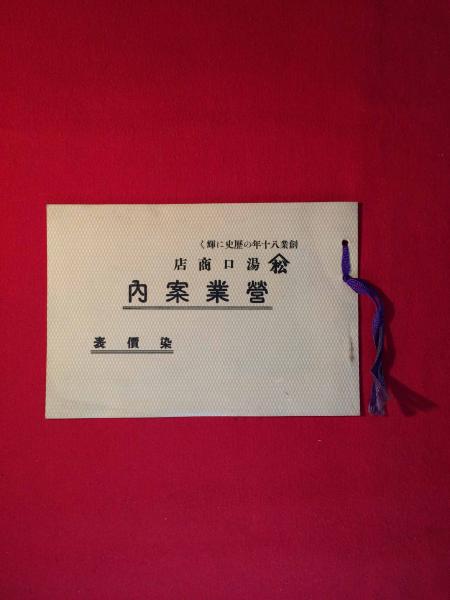 創業八十年の歴史に輝く
松湯口商店
營業案內
染價表